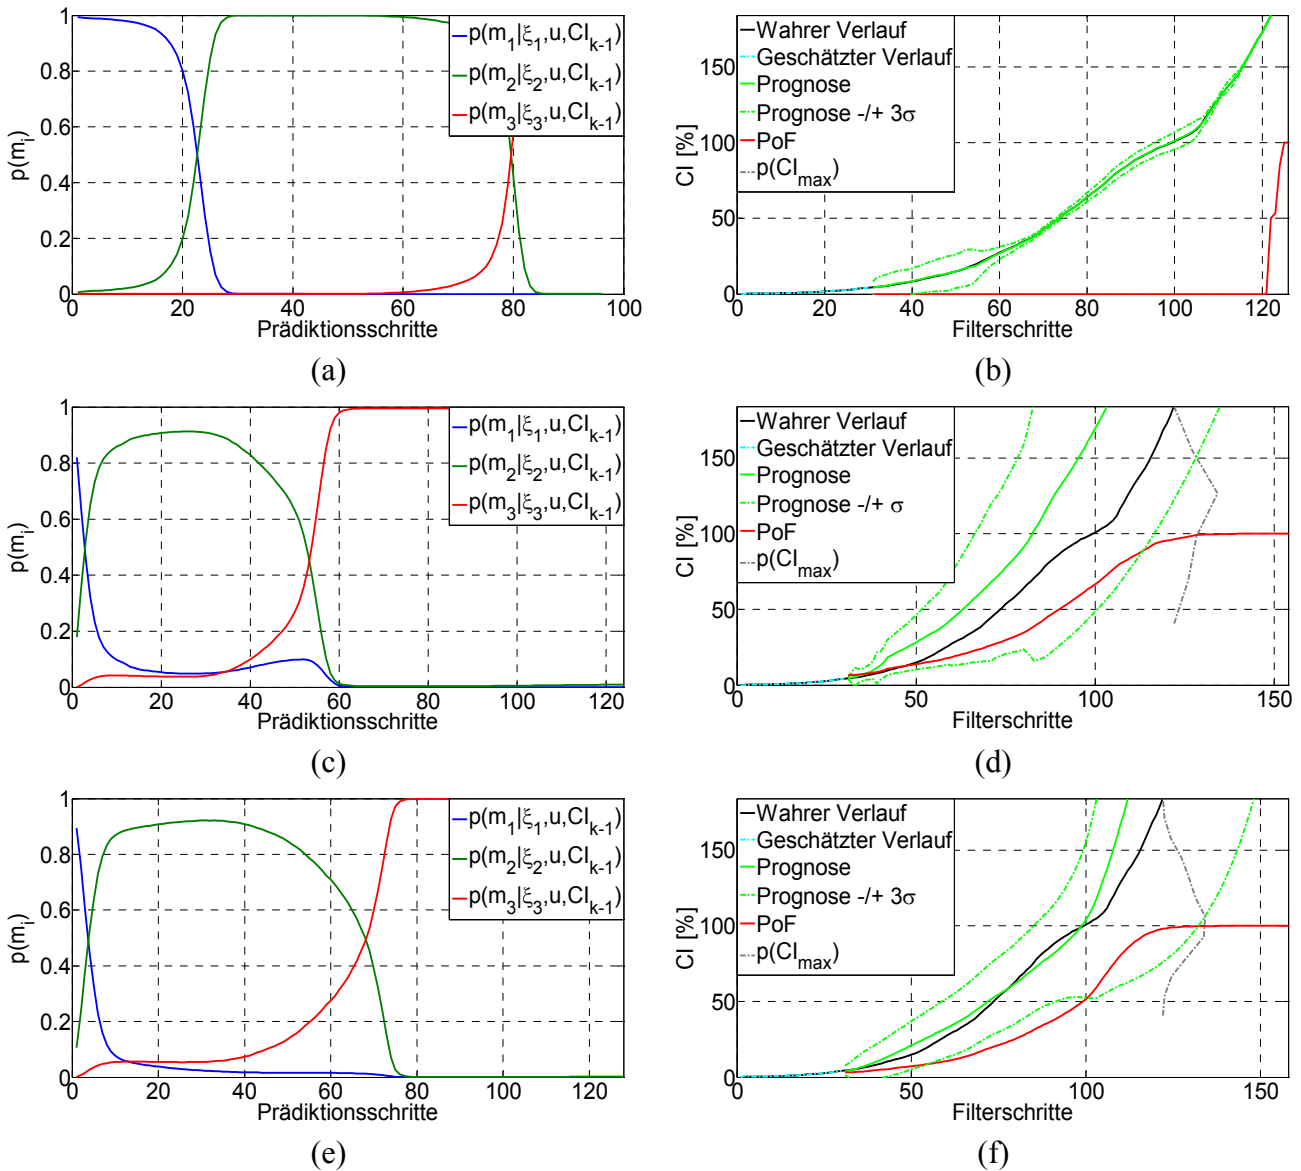 p(mᵢ)
1
0.8
0.6
0.4
0.2
0
0 20 40 60 80 100
Prädiktionsschritte
p(m₁|ξ₁,u,CIₖ₋₁)
p(m₂|ξ₂,u,CIₖ₋₁)
p(m₃|ξ₃,u,CIₖ₋₁)
(a)
CI [%]
150
100
50
0
0 20 40 60 80 100 120
Filterschritte
Wahrer Verlauf
Geschätzter Verlauf
Prognose
Prognose -/+ 3σ
PoF
p(CI_max)
(b)
p(mᵢ)
1
0.8
0.6
0.4
0.2
0
0 20 40 60 80 100 120
Prädiktionsschritte
p(m₁|ξ₁,u,CIₖ₋₁)
p(m₂|ξ₂,u,CIₖ₋₁)
p(m₃|ξ₃,u,CIₖ₋₁)
(c)
CI [%]
150
100
50
0
0 50 100 150
Filterschritte
Wahrer Verlauf
Geschätzter Verlauf
Prognose
Prognose -/+ σ
PoF
p(CI_max)
(d)
p(mᵢ)
1
0.8
0.6
0.4
0.2
0
0 20 40 60 80 100 120
Prädiktionsschritte
p(m₁|ξ₁,u,CIₖ₋₁)
p(m₂|ξ₂,u,CIₖ₋₁)
p(m₃|ξ₃,u,CIₖ₋₁)
(e)
CI [%]
150
100
50
0
0 50 100 150
Filterschritte
Wahrer Verlauf
Geschätzter Verlauf
Prognose
Prognose -/+ 3σ
PoF
p(CI_max)
(f)